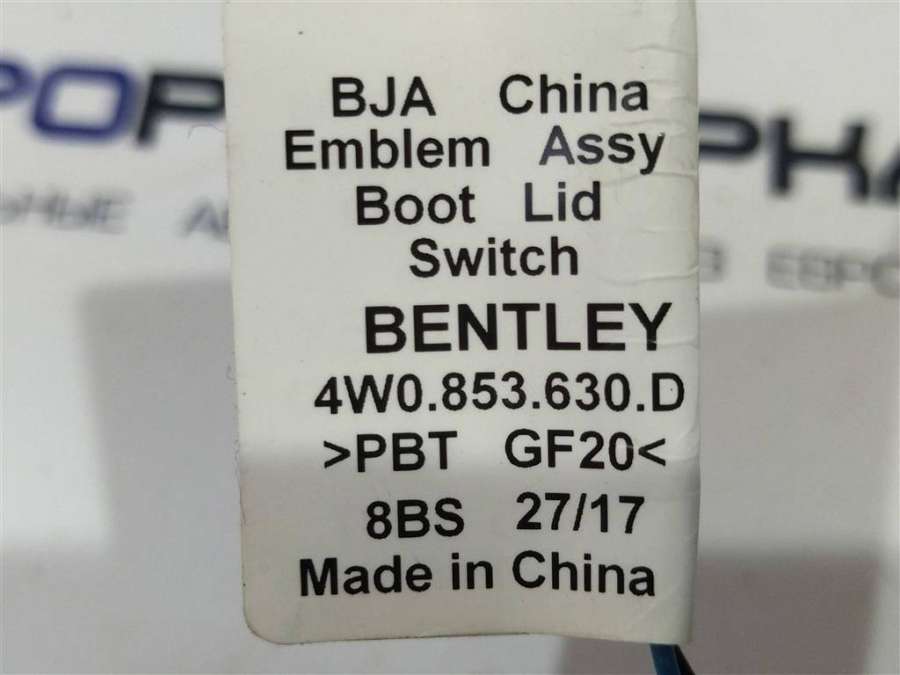 BJA China
Emblem Assy
Boot Lid
Switch
BENTLEY
4W0.853.630.D
>PBT GF20<
8BS 27/17
Made in China